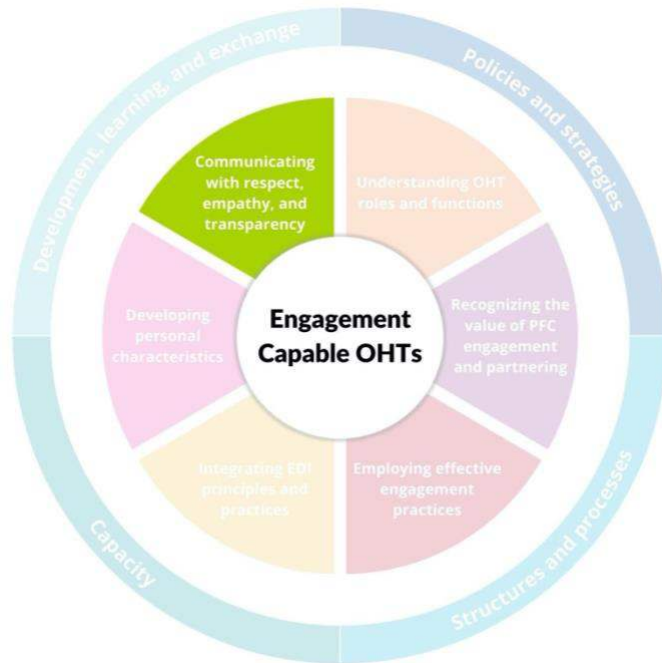 Development, learning, and exchange
Policies and strategies
Communicating
with respect,
empathy, and
transparency
Understanding OHT
roles and functions
Developing
personal
characteristics
Engagement
Capable OHTs
Recognizing the
value of PFC
engagement
and partnering
Integrating EDI
principles and
practices
Employing effective
engagement
practices
Capacity
Structures and processes